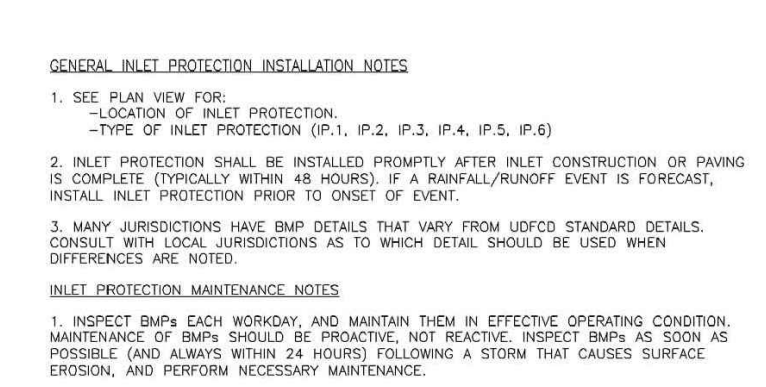 GENERAL INLET PROTECTION INSTALLATION NOTES
1. SEE PLAN VIEW FOR:
-LOCATION OF INLET PROTECTION.
-TYPE OF INLET PROTECTION (IP.1, IP.2, IP.3, IP.4, IP.5, IP.6)
2. INLET PROTECTION SHALL BE INSTALLED PROMPTLY AFTER INLET CONSTRUCTION OR PAVING
IS COMPLETE (TYPICALLY WITHIN 48 HOURS). IF A RAINFALL/RUNOFF EVENT IS FORECAST,
INSTALL INLET PROTECTION PRIOR TO ONSET OF EVENT.
3. MANY JURISDICTIONS HAVE BMP DETAILS THAT VARY FROM UDFCD STANDARD DETAILS.
CONSULT WITH LOCAL JURISDICTIONS AS TO WHICH DETAIL SHOULD BE USED WHEN
DIFFERENCES ARE NOTED.
INLET PROTECTION MAINTENANCE NOTES
1. INSPECT BMPs EACH WORKDAY, AND MAINTAIN THEM IN EFFECTIVE OPERATING CONDITION.
MAINTENANCE OF BMPs SHOULD BE PROACTIVE, NOT REACTIVE. INSPECT BMPs AS SOON AS
POSSIBLE (AND ALWAYS WITHIN 24 HOURS) FOLLOWING A STORM THAT CAUSES SURFACE
EROSION, AND PERFORM NECESSARY MAINTENANCE.